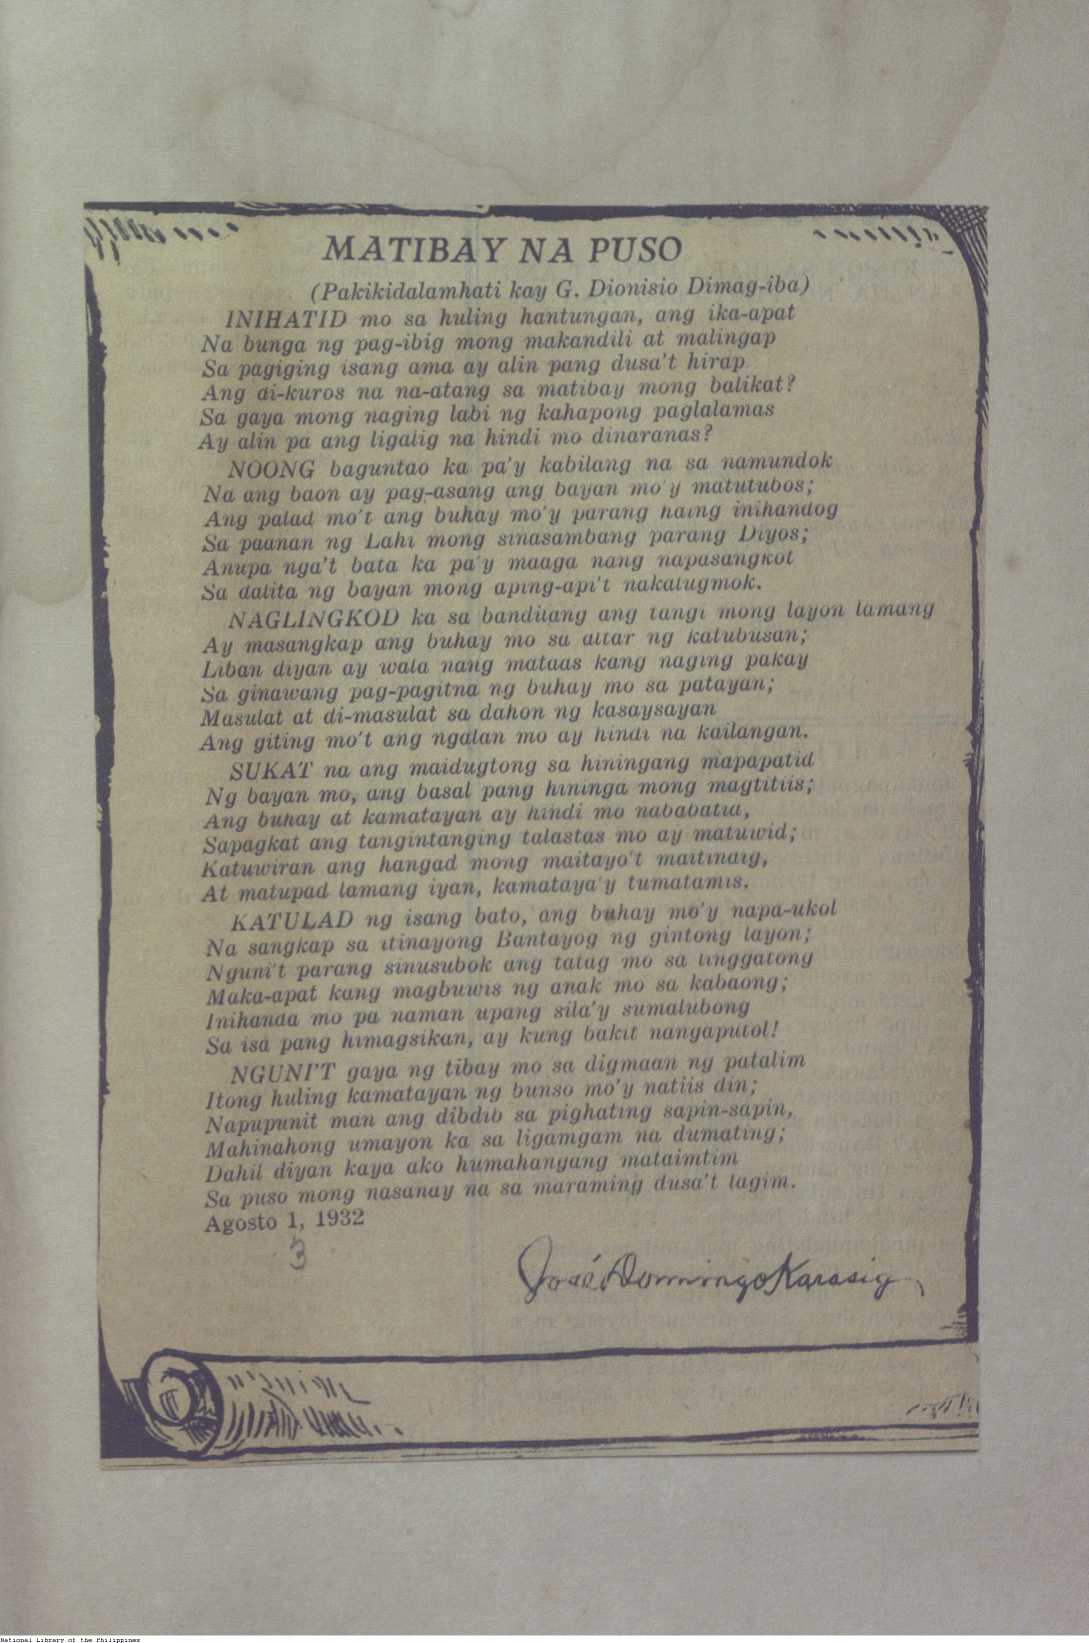 MATIBAY NA PUSO
(Pakikidalamhati kay G. Dionisio Dimag-iba)
INIHATID mo sa huling hantungan, ang ika-apat
Na bunga ng pag-ibig mong makandili at malingap
Sa pagiging isang ama ay alin pang dusa't hirap
Ang di-kuros na na-atang sa matibay mong balikat?
Sa gaya mong naging labi ng kahapong paglalamas
Ay alin pa ang ligalig na hindi mo dinaranas?
NOONG baguntao ka pa'y kabilang na sa namundok
Na ang baon ay pag-asang ang bayan mo'y matutubos;
Ang palad mo't ang buhay mo'y parang haing inihandog
Sa paanan ng Lahi mong sinasambang parang Diyos;
Anupa nga't bata ka pa'y maaga nang napasangkot
Sa dalita ng bayan mong aping-api't nakalugmok.
NAGLINGKOD ka sa bandilang ang tangi mong layon lamang
Ay masangkap ang buhay mo sa altar ng katubusan;
Liban diyan ay wala nang mataas kang naging pakay
Sa ginawang pag-pagitna ng buhay mo sa patayan;
Masulat at di-masulat sa dahon ng kasaysayan
Ang giting mo't ang ngalan mo ay hindi na kailangan.
SUKAT na ang maidugtong sa hiningang mapapatid
Ng bayan mo, ang basal pang hininga mong magtitiis;
Ang buhay at kamatayan ay hindi mo nababatid,
Sapagkat ang tangintanging talastas mo ay matuwid;
Katuwiran ang hangad mong maitayo't maitindig,
At matupad lamang iyan, kamataya'y tumatamis.
KATULAD ng isang bato, ang buhay mo'y napa-ukol
Na sangkap sa itinayong Bantayog ng gintong layon;
Nguni't parang sinusubok ang tatag mo sa linggatong
Maka-apat kang magbuwis ng anak mo sa kabaong;
Inihanda mo pa naman upang sila'y sumalubong
Sa isa pang himagsikan, ay kung bakit nangaputol!
NGUNI'T gaya ng tibay mo sa digmaan ng patalim
Itong huling kamatayan ng bunso mo'y natiis din;
Napupunit man ang dibdib sa pighating sapin-sapin,
Mahinahong umayon ka sa ligamgam na dumating;
Dahil diyan kaya ako humahangang mataimtim
Sa puso mong nasanay na sa maraming dusa't lagim.
Agosto 1, 1932
3
José Domingo Karasig
National Library of the Philippines